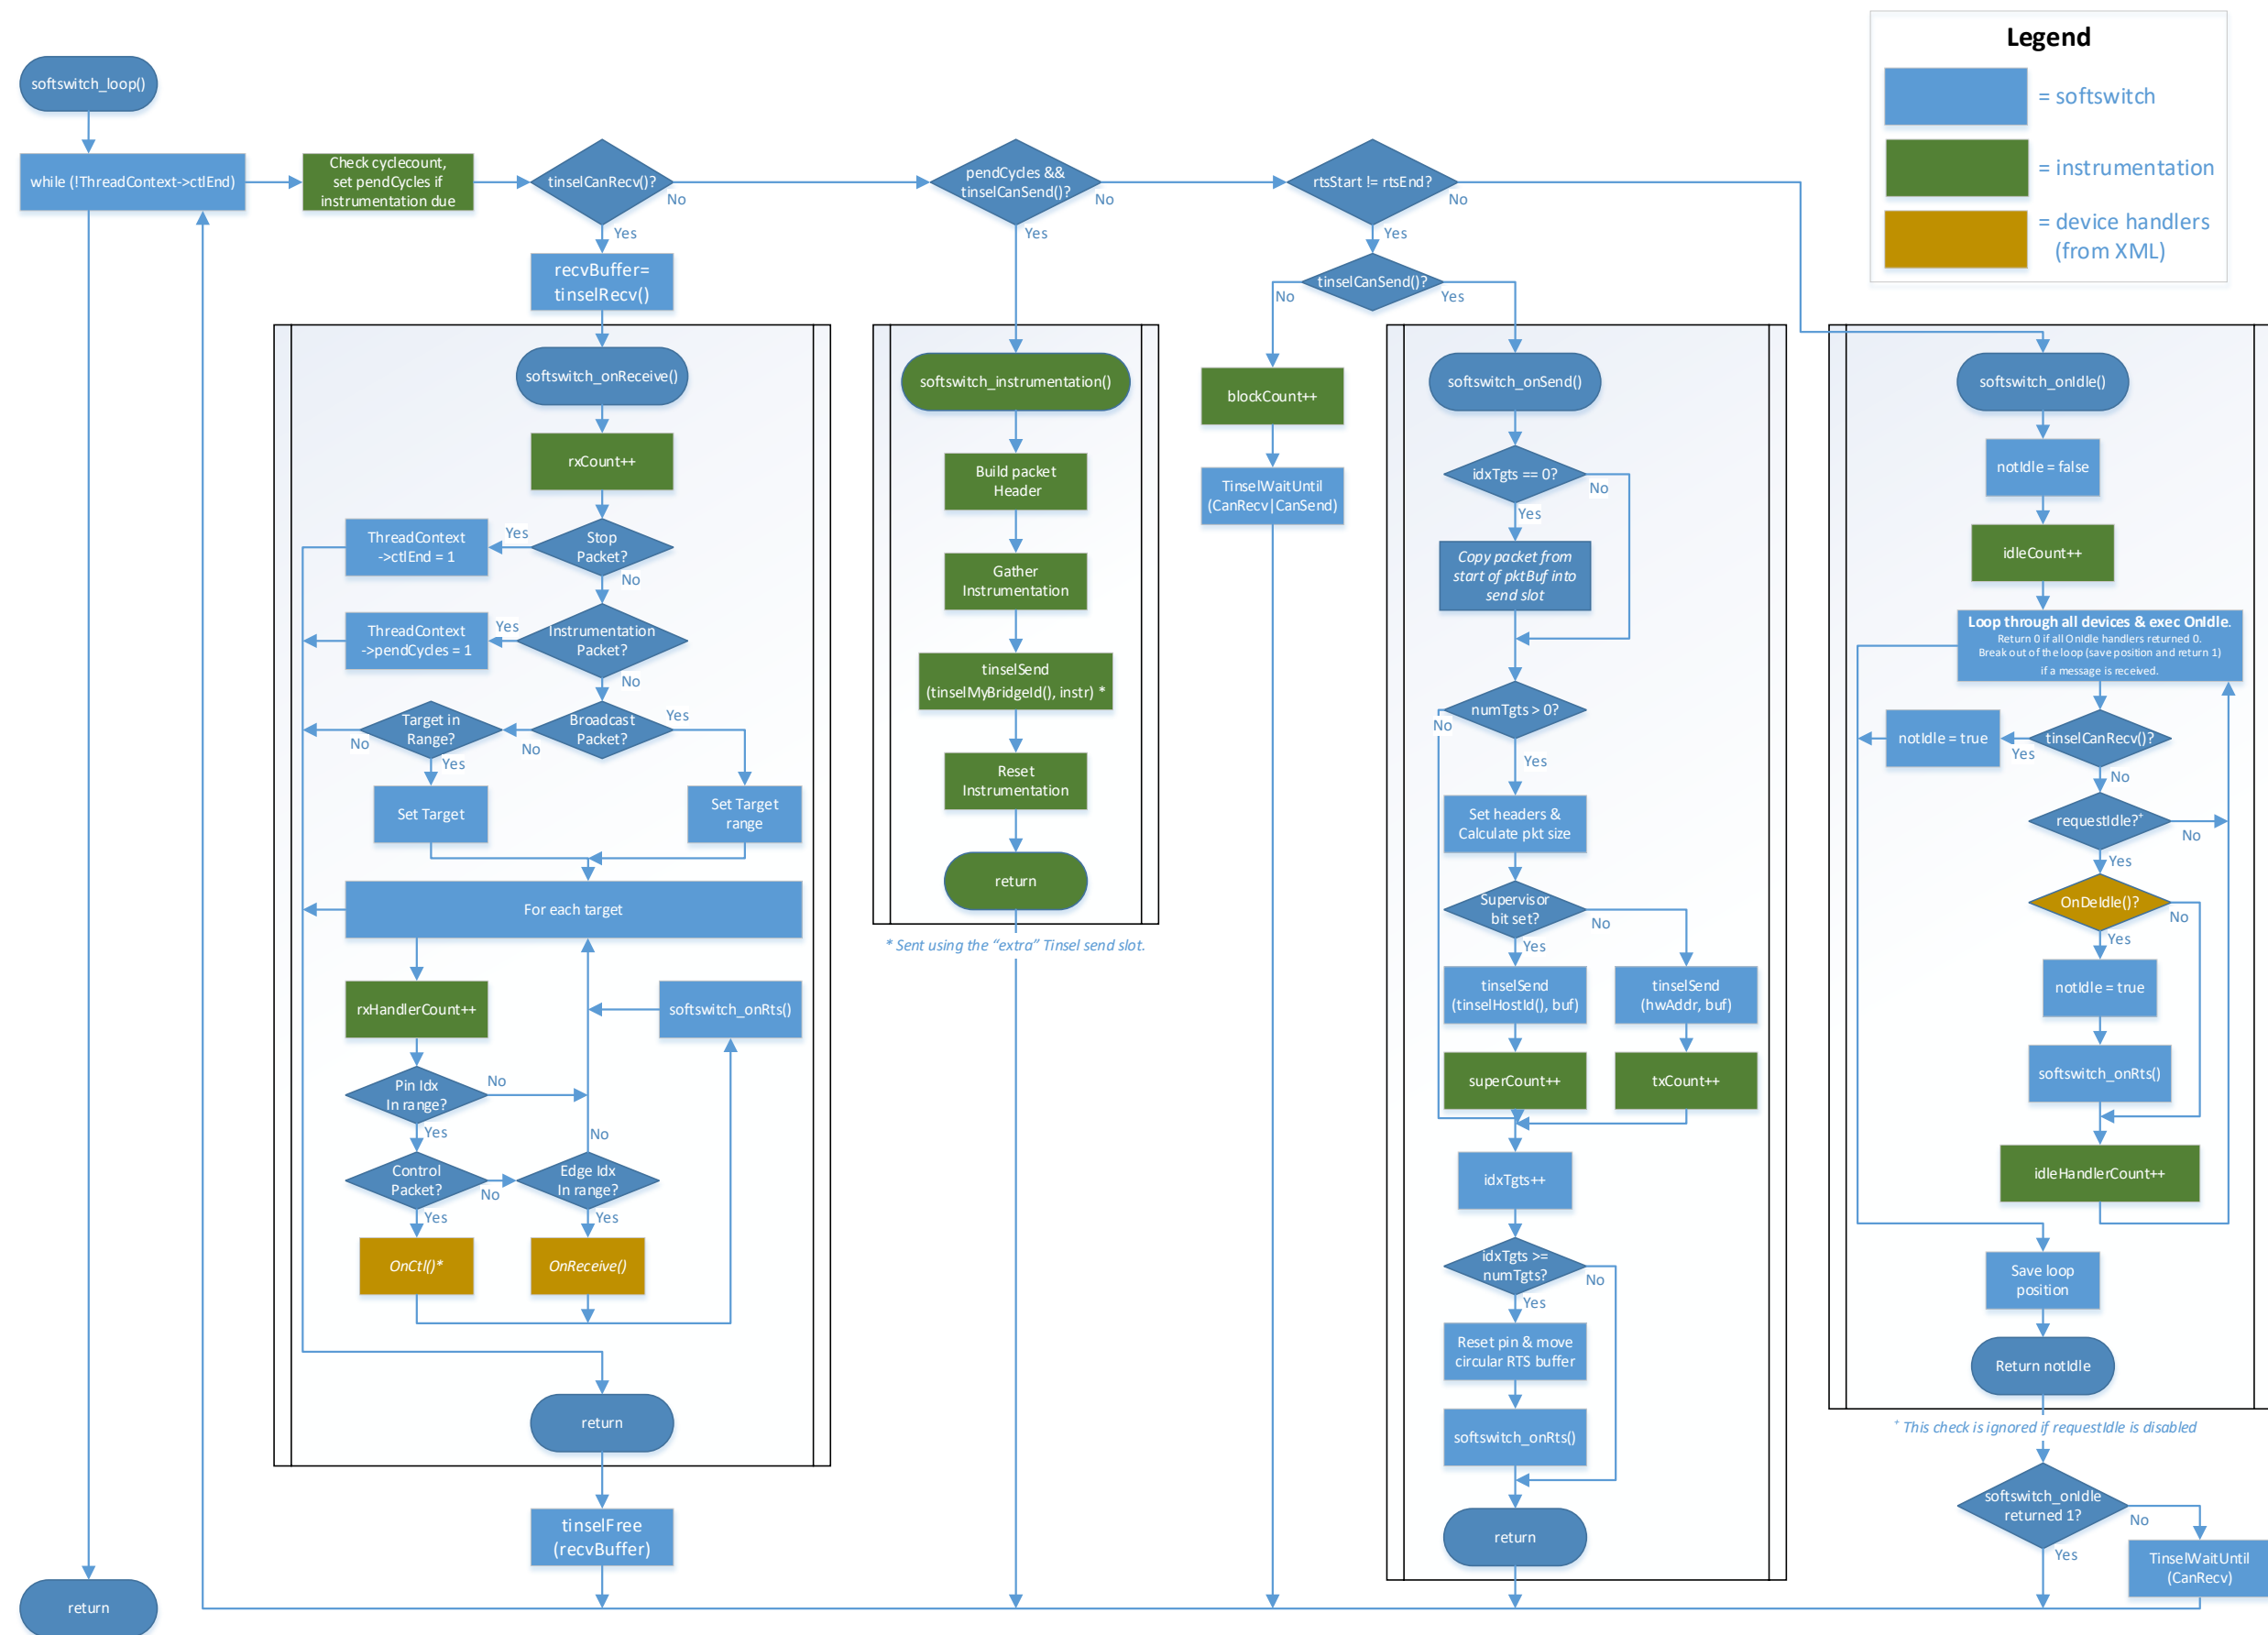 Legend
= softswitch
= instrumentation
= device handlers
(from XML)
softswitch_loop()
while (!ThreadContext->ctlEnd)
return
Check cyclecount,
set pendCycles if
instrumentation due
tinselCanRecv()?
No
Yes
recvBuffer=
tinselRecv()
softswitch_onReceive()
rxCount++
Stop
Packet?
Yes
ThreadContext
->ctlEnd = 1
No
Instrumentation
Packet?
Yes
ThreadContext
->pendCycles = 1
No
Broadcast
Packet?
Yes
No
Target in
Range?
No
Yes
Set Target
Set Target
range
For each target
rxHandlerCount++
softswitch_onRts()
Pin Idx
In range?
No
Yes
Control
Packet?
No
Yes
Edge Idx
In range?
No
Yes
OnCtl()*
OnReceive()
return
tinselFree
(recvBuffer)
pendCycles &&
tinselCanSend()?
No
Yes
softswitch_instrumentation()
Build packet
Header
Gather
Instrumentation
tinselSend
(tinselMyBridgeId(), instr) *
Reset
Instrumentation
return
* Sent using the “extra” Tinsel send slot.
rtsStart != rtsEnd?
No
Yes
tinselCanSend()?
No
Yes
blockCount++
TinselWaitUntil
(CanRecv|CanSend)
softswitch_onSend()
idxTgts == 0?
No
Yes
Copy packet from
start of pktBuf into
send slot
numTgts > 0?
No
Yes
Set headers &
Calculate pkt size
Supervisor
bit set?
No
Yes
tinselSend
(tinselHostId(), buf)
tinselSend
(hwAddr, buf)
superCount++
txCount++
idxTgts++
idxTgts >=
numTgts?
No
Yes
Reset pin & move
circular RTS buffer
softswitch_onRts()
return
softswitch_onIdle()
notIdle = false
idleCount++
Loop through all devices & exec OnIdle.
Return 0 if all OnIdle handlers returned 0.
Break out of the loop (save position and return 1)
if a message is received.
tinselCanRecv()?
Yes
notIdle = true
No
requestIdle?⁺
No
Yes
OnDeIdle()?
No
Yes
notIdle = true
softswitch_onRts()
idleHandlerCount++
Save loop
position
Return notIdle
⁺ This check is ignored if requestIdle is disabled
softswitch_onIdle
returned 1?
No
Yes
TinselWaitUntil
(CanRecv)